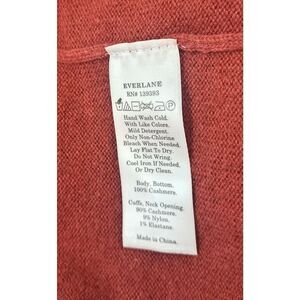 EVERLANE
RN# 139393
Hand Wash Cold.
With Like Colors.
Mild Detergent.
Only Non-Chlorine
Bleach When Needed.
Lay Flat To Dry.
Do Not Wring.
Cool Iron If Needed.
Or Dry Clean.
Body, Bottom.
100% Cashmere.
Cuffs, Neck Opening.
90% Cashmere.
9% Nylon.
1% Elastane.
Made in China.